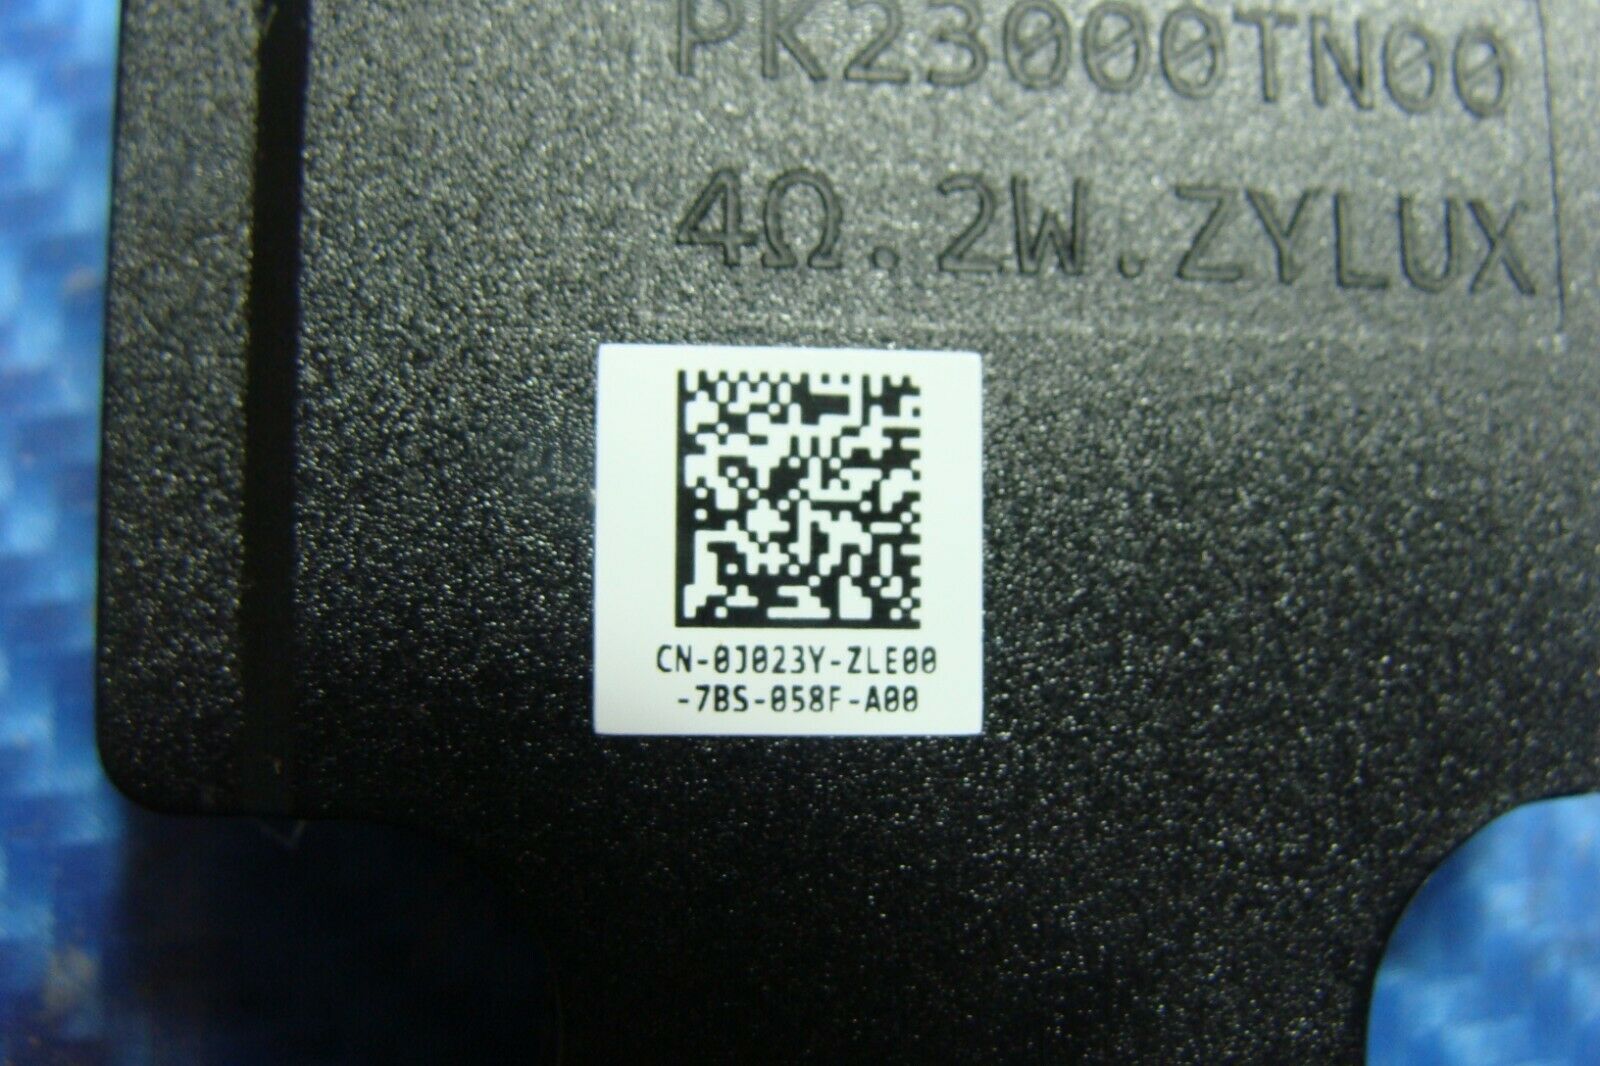 PK23000TN00
4Ω.2W.ZYLUX
CN-0J023Y-ZLE00
-7BS-058F-A00